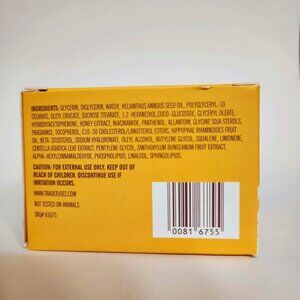 INGREDIENTS: GLYCERIN, DIGLYCERIN, WATER, HELIANTHUS ANNUUS SEED OIL, POLYGLYCERYL-10
STEARATE, OLEYL ERUCATE, SUCROSE STEARATE, 1,2-HEXANEDIOL, COCO-GLUCOSIDE, GLYCERYL OLEATE,
HYDROXYACETOPHENONE, HONEY EXTRACT, NIACINAMIDE, PANTHENOL, ALLANTOIN, GLYCINE SOJA STEROLS,
FRAGRANCE, TOCOPHEROL, C10-30 CHOLESTEROL/LANOSTEROL ESTERS, HIPPOPHAE RHAMNOIDES FRUIT
OIL, BETA-SITOSTEROL, SODIUM HYALURONATE, OLEYL ALCOHOL, BUTYLENE GLYCOL, SQUALENE, LIMONENE,
CENTELLA ASIATICA LEAF EXTRACT, PENTYLENE GLYCOL, ZANTHOXYLUM BUNGEANUM FRUIT EXTRACT,
ALPHA-HEXYLCINNAMALDEHYDE, PHOSPHOLIPIDS, LINALOOL, SPHINGOLIPIDS.
CAUTION: FOR EXTERNAL USE ONLY. KEEP OUT OF
REACH OF CHILDREN. DISCONTINUE USE IF
IRRITATION OCCURS.
WWW.TRADERJOES.COM
NOT TESTED ON ANIMALS
SKU# 81675
0081 6755